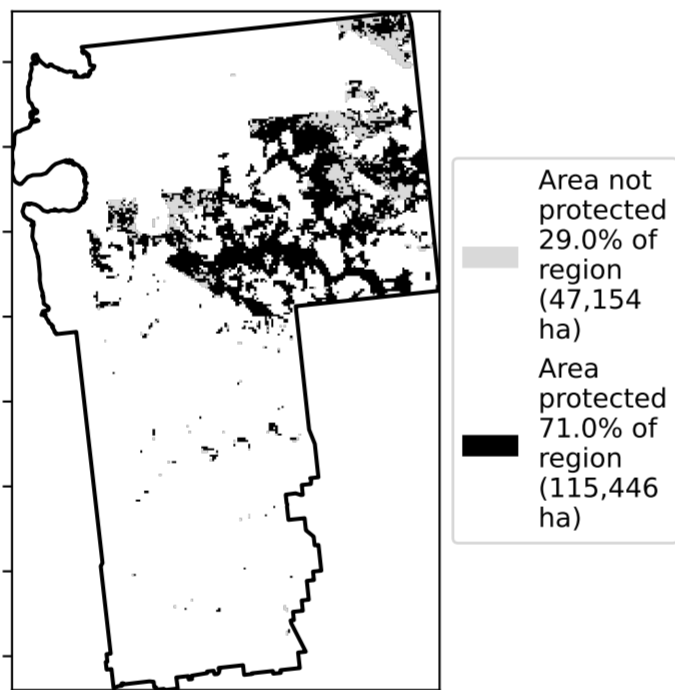 Area not
protected
29.0% of
region
(47,154
ha)
Area
protected
71.0% of
region
(115,446
ha)